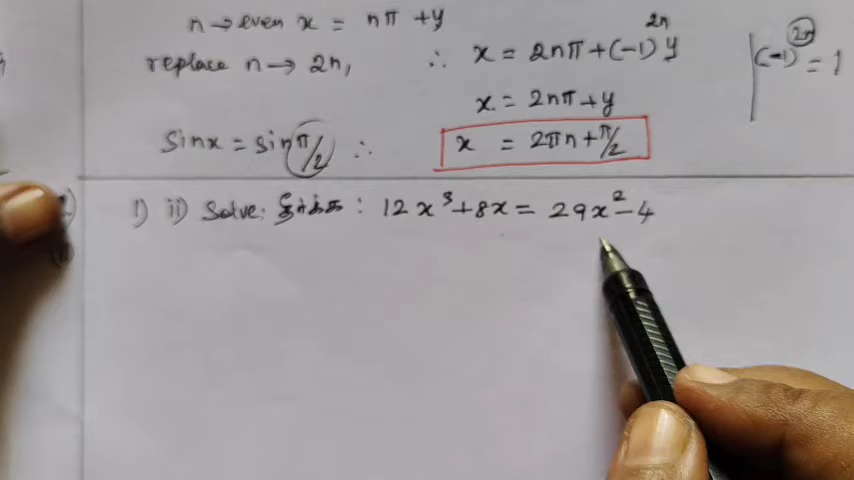 n → even x = nπ + y
replace n → 2n, ∴ x = 2nπ + (-1)^2n y
(-1)^2n = 1
x = 2nπ + y
sinx = sin π/2 ∴ x = 2πn + π/2
1) ii) Solve: தீர்க்க : 12x³ + 8x = 29x² - 4